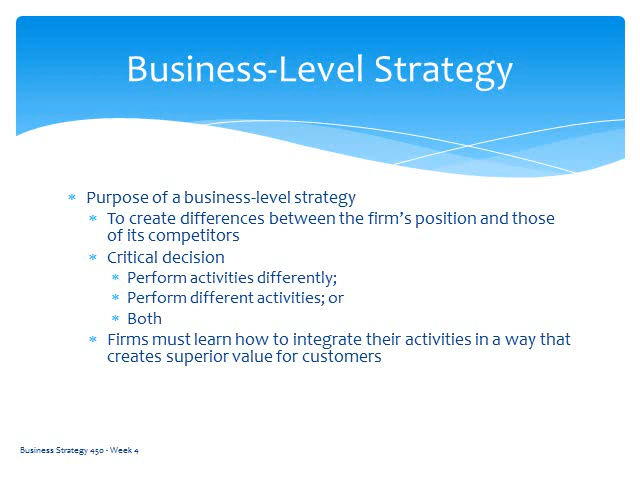 Business-Level Strategy
Purpose of a business-level strategy
To create differences between the firm's position and those
of its competitors
Critical decision
Perform activities differently;
Perform different activities; or
Both
Firms must learn how to integrate their activities in a way that
creates superior value for customers
Business Strategy 450 - Week 4